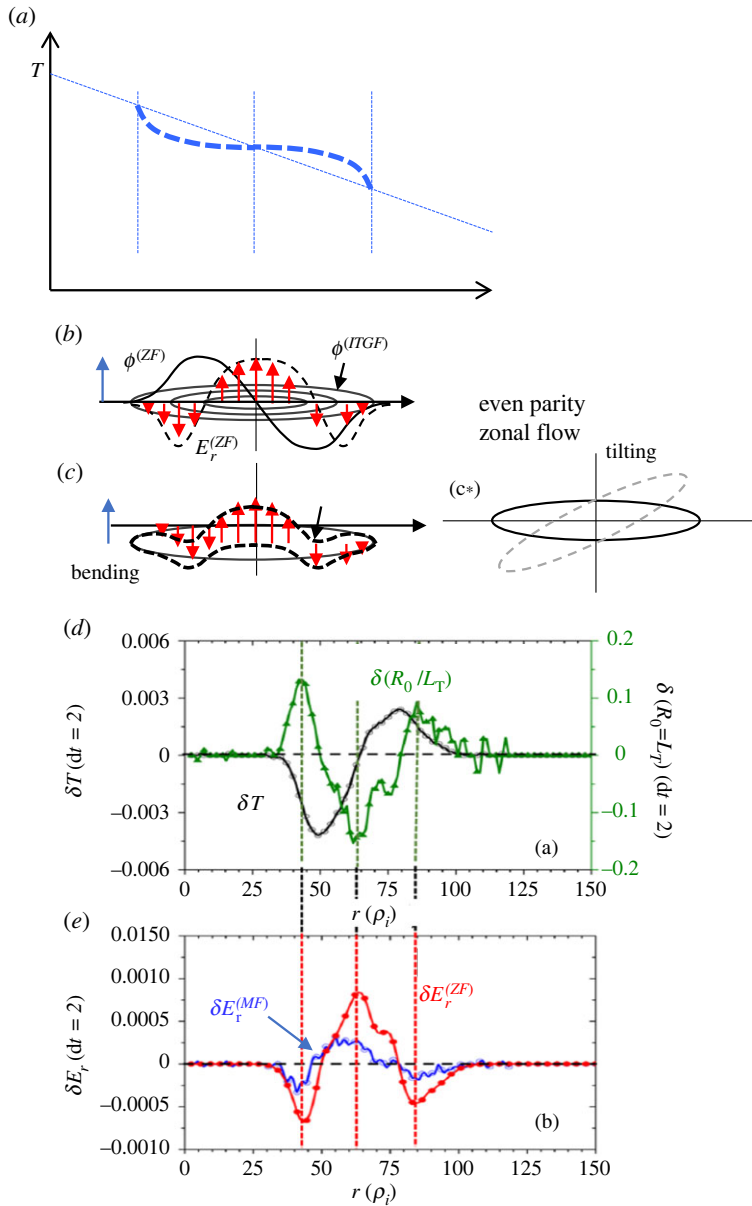 (a)
T
(b)
ϕ(ZF)
ϕ(ITGF)
Er(ZF)
even parity
zonal flow
tilting
(c)
(c*)
bending
(d)
0.006
0.003
0
−0.003
−0.006
δT (dt = 2)
δ(R0 /LT)
δT
(a)
0.2
0.1
0
−0.1
−0.2
δ (R0=LT) (dt = 2)
0 25 50 75 100 125 150
r (ρi)
(e)
0.0150
0.0010
0.0005
0
−0.0005
−0.0010
δEr (dt = 2)
δEr(MF)
δEr(ZF)
(b)
0 25 50 75 100 125 150
r (ρi)